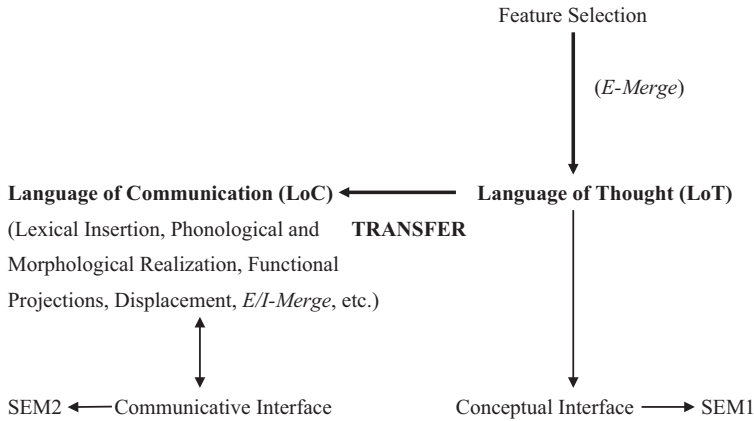 Feature Selection
(E-Merge)
Language of Communication (LoC) Language of Thought (LoT)
(Lexical Insertion, Phonological and TRANSFER
Morphological Realization, Functional
Projections, Displacement, E/I-Merge, etc.)
SEM2 Communicative Interface Conceptual Interface SEM1